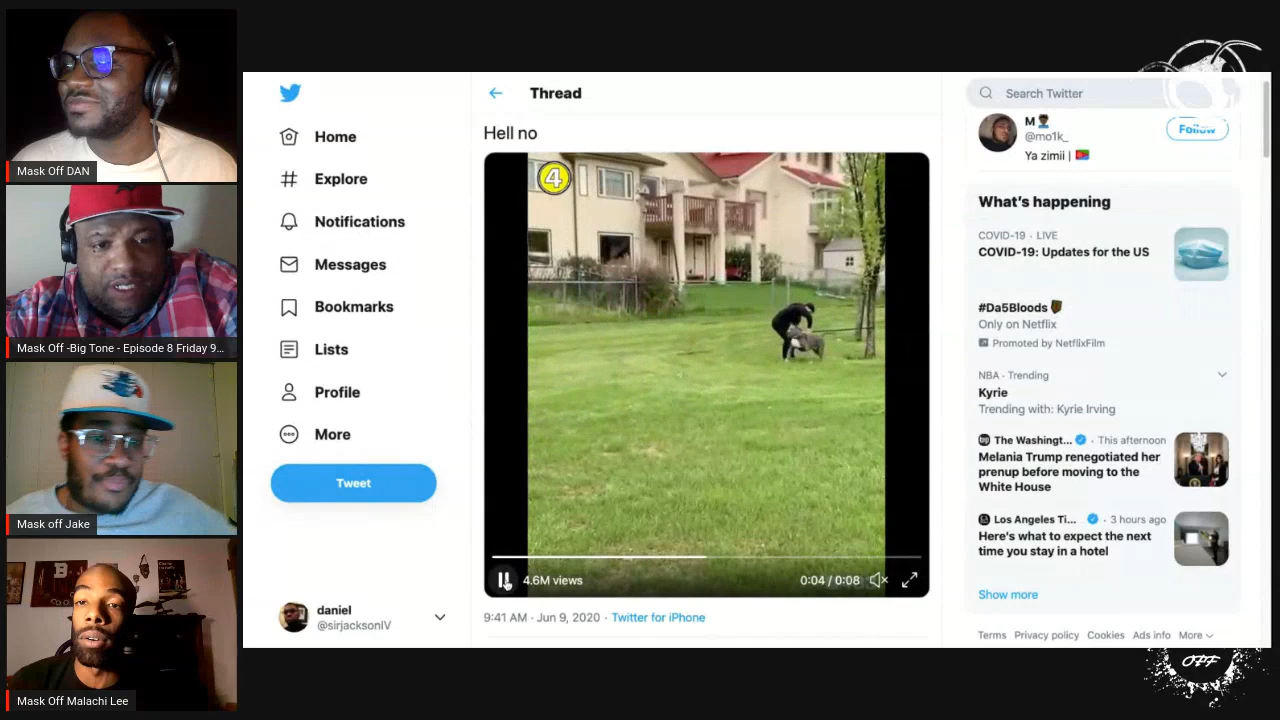 Mask Off DAN
Mask Off -Big Tone - Episode 8 Friday 9...
Mask off Jake
Mask Off Malachi Lee
Home
Explore
Notifications
Messages
Bookmarks
Lists
Profile
More
Tweet
daniel
@sirjacksonIV
Thread
Hell no
4
4.6M views
0:04 / 0:08
9:41 AM · Jun 9, 2020 · Twitter for iPhone
Search Twitter
M
@mo1k_
Follow
Ya zimii |
What's happening
COVID-19 · LIVE
COVID-19: Updates for the US
#Da5Bloods
Only on Netflix
Promoted by NetflixFilm
NBA · Trending
Kyrie
Trending with: Kyrie Irving
The Washingt... · This afternoon
Melania Trump renegotiated her
prenup before moving to the
White House
Los Angeles Ti... · 3 hours ago
Here's what to expect the next
time you stay in a hotel
Show more
Terms Privacy policy Cookies Ads info More
OFF